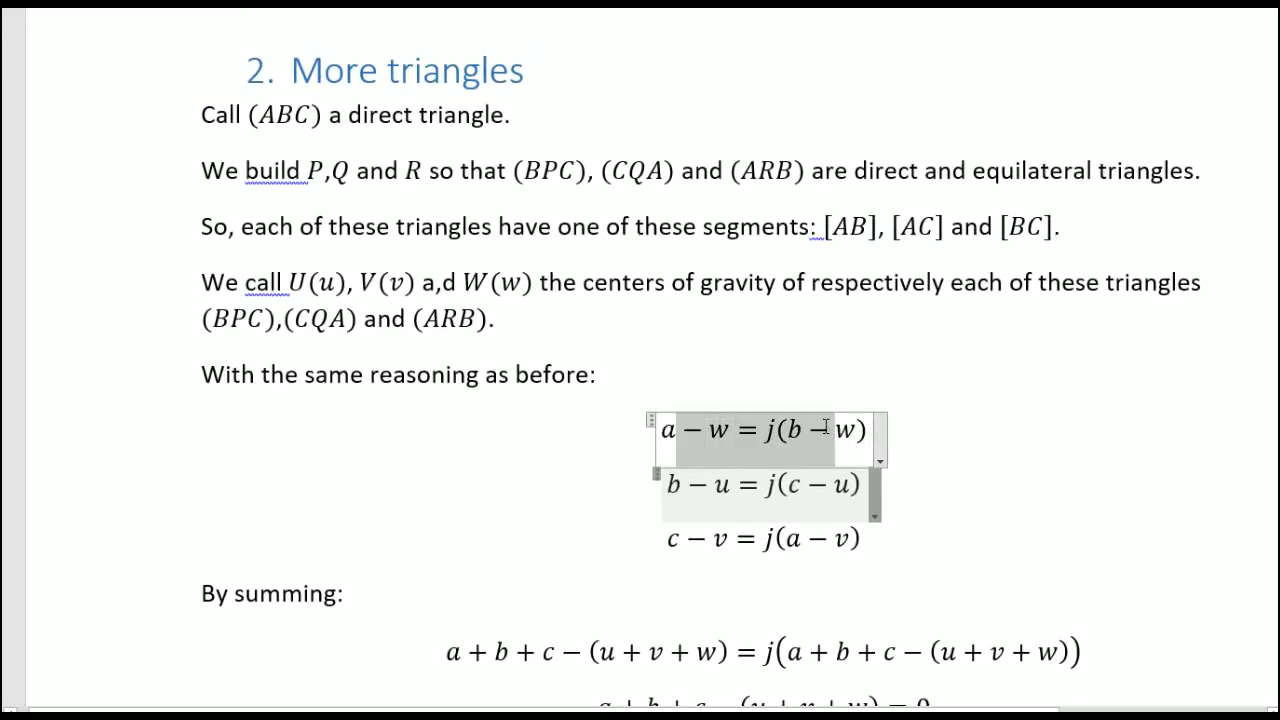 2. More triangles
Call (ABC) a direct triangle.
We build P,Q and R so that (BPC), (CQA) and (ARB) are direct and equilateral triangles.
So, each of these triangles have one of these segments: [AB], [AC] and [BC].
We call U(u), V(v) a,d W(w) the centers of gravity of respectively each of these triangles
(BPC),(CQA) and (ARB).
With the same reasoning as before:
a − w = j(b − w)
b − u = j(c − u)
c − v = j(a − v)
By summing:
a + b + c − (u + v + w) = j(a + b + c − (u + v + w))
a + b + c − (u + v + w) = 0